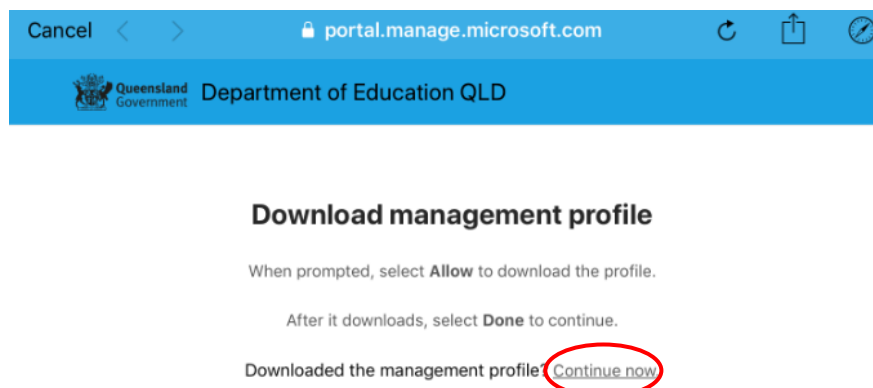 Cancel portal.manage.microsoft.com
Queensland
Government
Department of Education QLD
Download management profile
When prompted, select Allow to download the profile.
After it downloads, select Done to continue.
Downloaded the management profile? Continue now